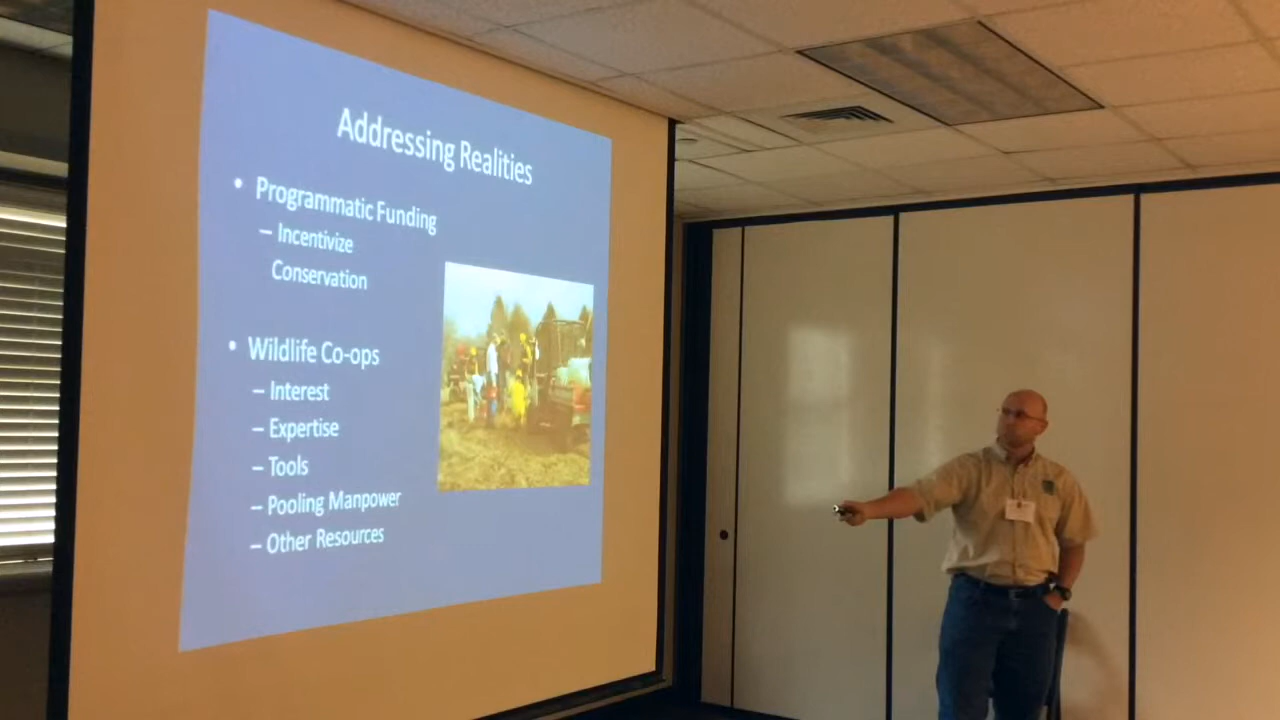 Addressing Realities
• Programmatic Funding
– Incentivize
Conservation
• Wildlife Co-ops
– Interest
– Expertise
– Tools
– Pooling Manpower
– Other Resources